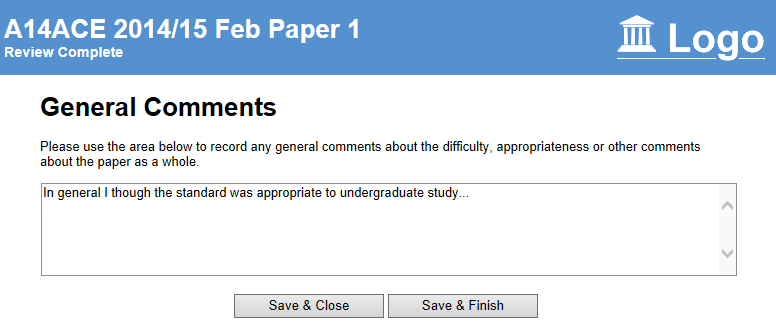 A14ACE 2014/15 Feb Paper 1
Review Complete
Logo
General Comments
Please use the area below to record any general comments about the difficulty, appropriateness or other comments
about the paper as a whole.
In general I though the standard was appropriate to undergraduate study...
Save & Close
Save & Finish